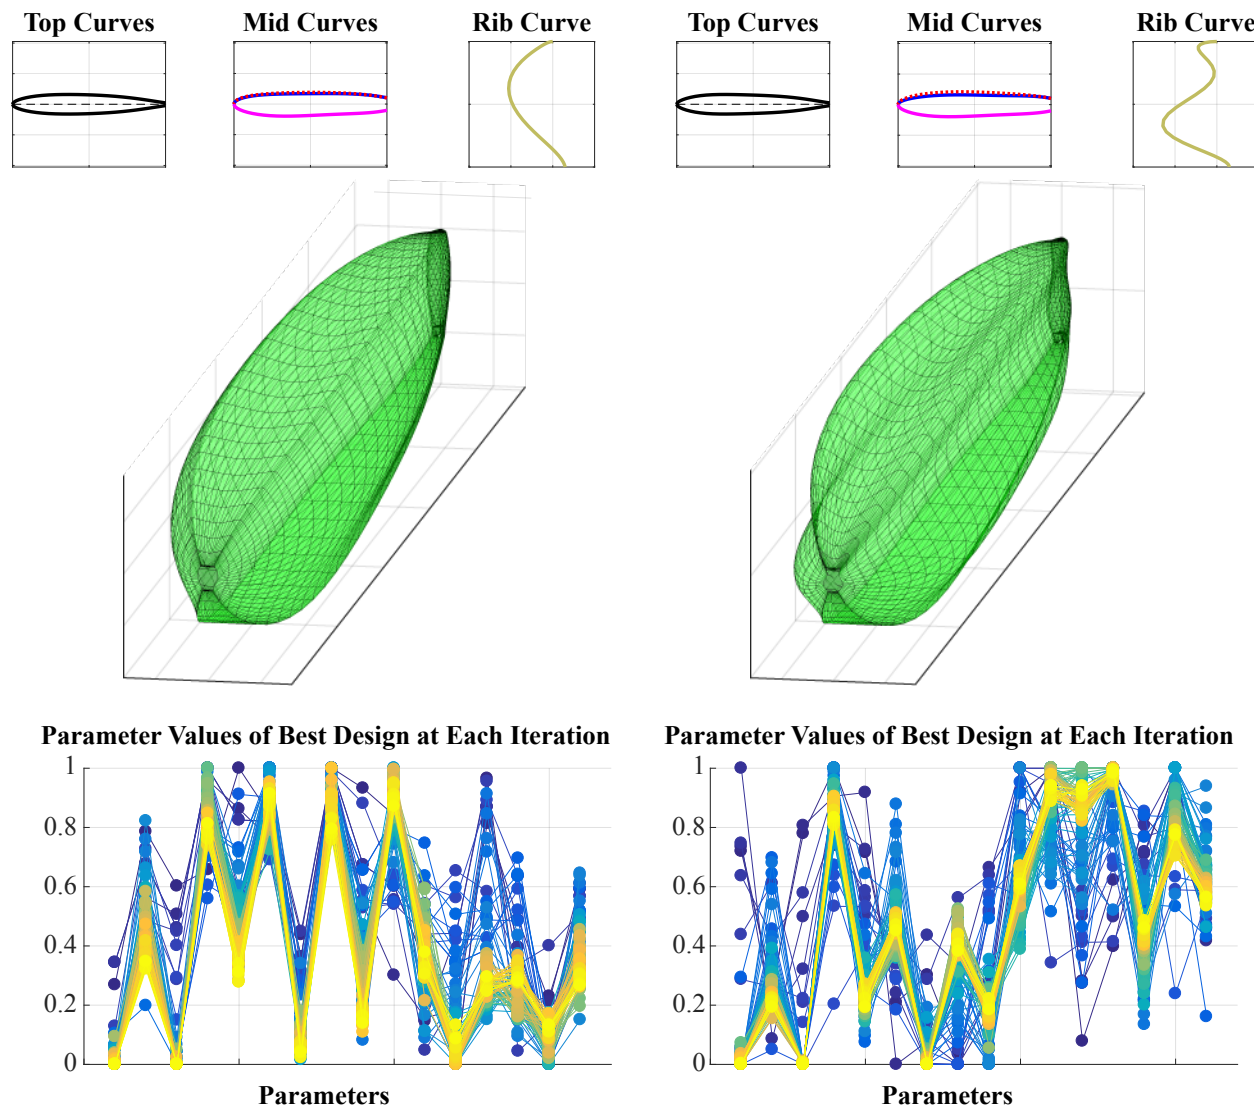 Top Curves Mid Curves Rib Curve Top Curves Mid Curves Rib Curve
Parameter Values of Best Design at Each Iteration
1
0.8
0.6
0.4
0.2
0
Parameters
Parameter Values of Best Design at Each Iteration
1
0.8
0.6
0.4
0.2
0
Parameters